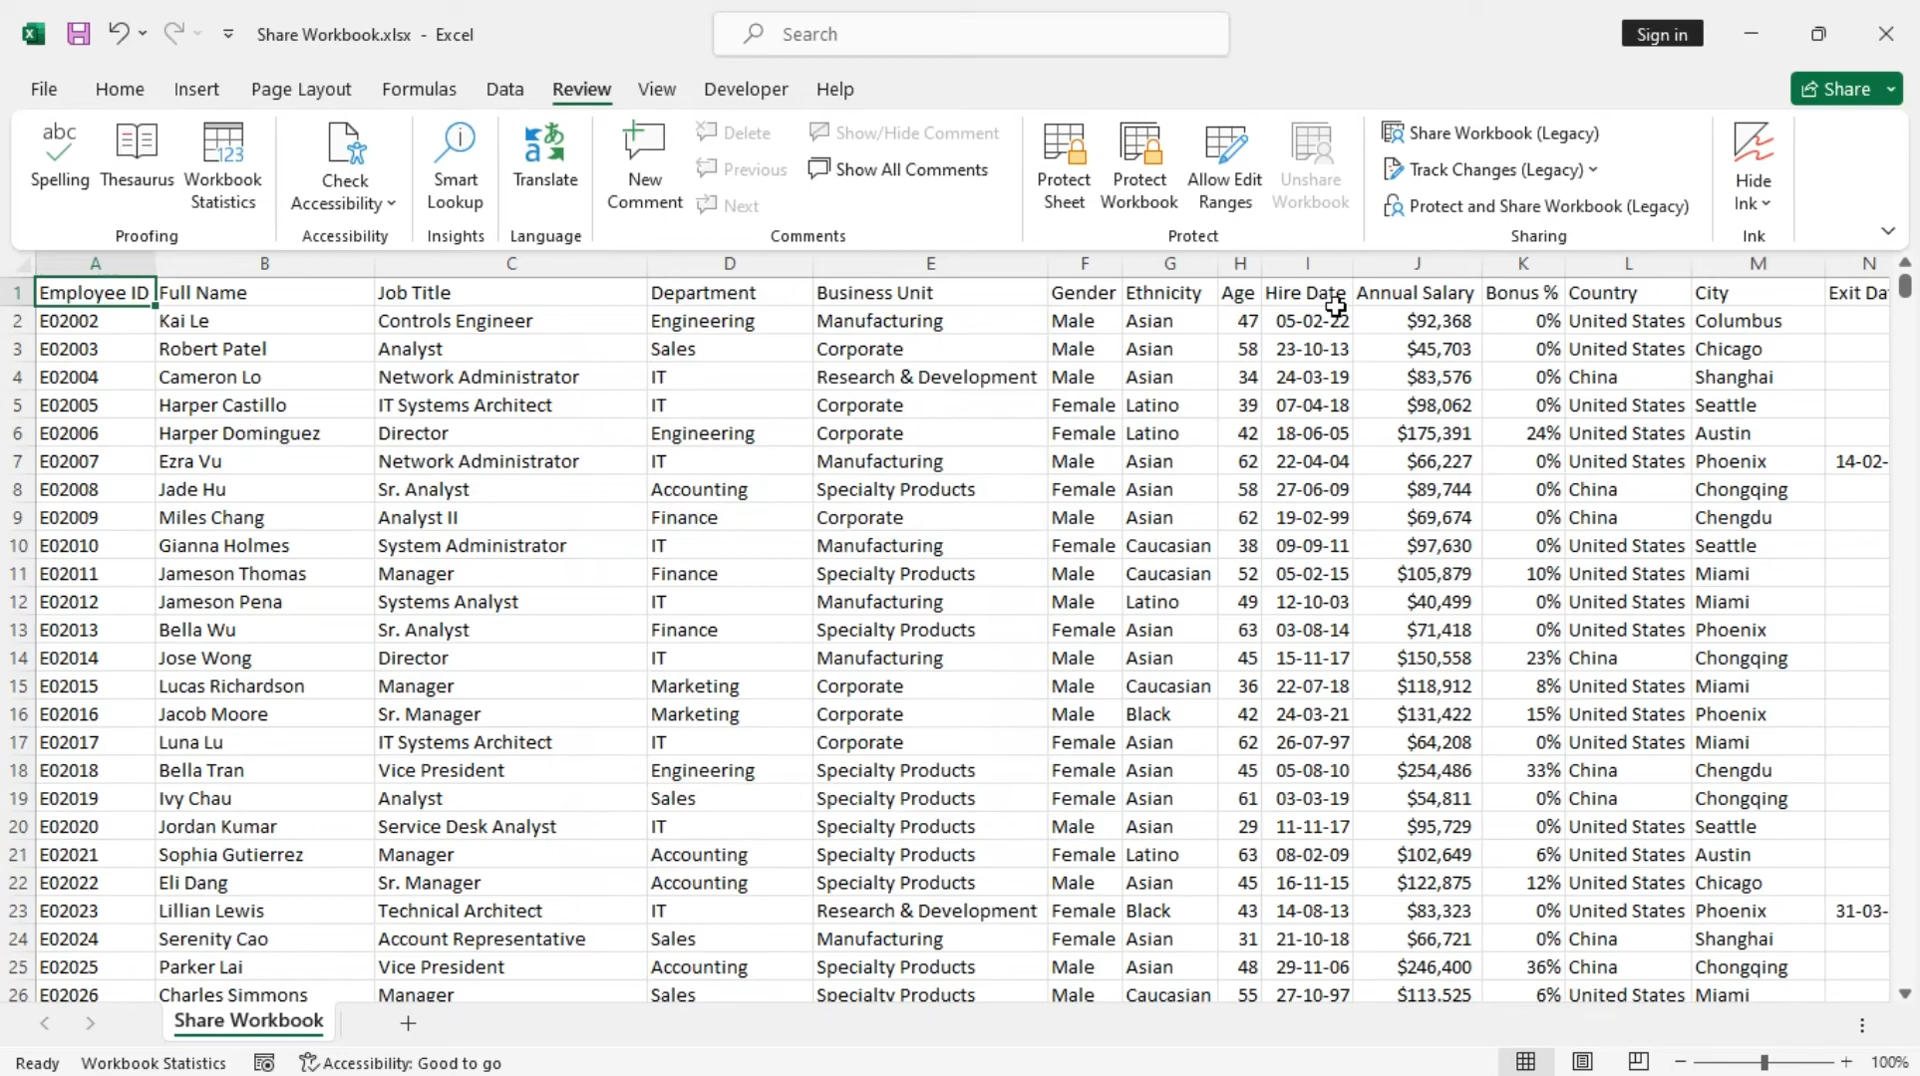 Share Workbook.xlsx - Excel
Search
Sign in
File Home Insert Page Layout Formulas Data Review View Developer Help
Share
abc
Spelling
Thesaurus
123
Workbook Statistics
Proofing
Check Accessibility
Accessibility
Smart Lookup
Insights
Translate
Language
New Comment
Delete
Previous
Next
Show/Hide Comment
Show All Comments
Comments
Protect Sheet
Protect Workbook
Allow Edit Ranges
Unshare Workbook
Protect
Share Workbook (Legacy)
Track Changes (Legacy)
Protect and Share Workbook (Legacy)
Sharing
Hide Ink
Ink
A B C D E F G H I J K L M N
1 Employee ID Full Name Job Title Department Business Unit Gender Ethnicity Age Hire Date Annual Salary Bonus % Country City Exit Da
2 E02002 Kai Le Controls Engineer Engineering Manufacturing Male Asian 47 05-02-22 $92,368 0% United States Columbus
3 E02003 Robert Patel Analyst Sales Corporate Male Asian 58 23-10-13 $45,703 0% United States Chicago
4 E02004 Cameron Lo Network Administrator IT Research & Development Male Asian 34 24-03-19 $83,576 0% China Shanghai
5 E02005 Harper Castillo IT Systems Architect IT Corporate Female Latino 39 07-04-18 $98,062 0% United States Seattle
6 E02006 Harper Dominguez Director Engineering Corporate Female Latino 42 18-06-05 $175,391 24% United States Austin
7 E02007 Ezra Vu Network Administrator IT Manufacturing Male Asian 62 22-04-04 $66,227 0% United States Phoenix 14-02-
8 E02008 Jade Hu Sr. Analyst Accounting Specialty Products Female Asian 58 27-06-09 $89,744 0% China Chongqing
9 E02009 Miles Chang Analyst II Finance Corporate Male Asian 62 19-02-99 $69,674 0% China Chengdu
10 E02010 Gianna Holmes System Administrator IT Manufacturing Female Caucasian 38 09-09-11 $97,630 0% United States Seattle
11 E02011 Jameson Thomas Manager Finance Specialty Products Male Caucasian 52 05-02-15 $105,879 10% United States Miami
12 E02012 Jameson Pena Systems Analyst IT Manufacturing Male Latino 49 12-10-03 $40,499 0% United States Miami
13 E02013 Bella Wu Sr. Analyst Finance Specialty Products Female Asian 63 03-08-14 $71,418 0% United States Phoenix
14 E02014 Jose Wong Director IT Manufacturing Male Asian 45 15-11-17 $150,558 23% China Chongqing
15 E02015 Lucas Richardson Manager Marketing Corporate Male Caucasian 36 22-07-18 $118,912 8% United States Miami
16 E02016 Jacob Moore Sr. Manager Marketing Corporate Male Black 42 24-03-21 $131,422 15% United States Phoenix
17 E02017 Luna Lu IT Systems Architect IT Corporate Female Asian 62 26-07-97 $64,208 0% United States Miami
18 E02018 Bella Tran Vice President Engineering Specialty Products Female Asian 45 05-08-10 $254,486 33% China Chengdu
19 E02019 Ivy Chau Analyst Sales Specialty Products Female Asian 61 03-03-19 $54,811 0% China Chongqing
20 E02020 Jordan Kumar Service Desk Analyst IT Specialty Products Male Asian 29 11-11-17 $95,729 0% United States Seattle
21 E02021 Sophia Gutierrez Manager Accounting Specialty Products Female Latino 63 08-02-09 $102,649 6% United States Austin
22 E02022 Eli Dang Sr. Manager Accounting Specialty Products Male Asian 45 16-11-15 $122,875 12% United States Chicago
23 E02023 Lillian Lewis Technical Architect IT Research & Development Female Black 43 14-08-13 $83,323 0% United States Phoenix 31-03-
24 E02024 Serenity Cao Account Representative Sales Manufacturing Female Asian 31 21-10-18 $66,721 0% China Shanghai
25 E02025 Parker Lai Vice President Accounting Specialty Products Male Asian 48 29-11-06 $246,400 36% China Chongqing
26 E02026 Charles Simmons Manager Sales Specialty Products Male Caucasian 55 27-10-97 $113,525 6% United States Miami
Share Workbook
Ready Workbook Statistics Accessibility: Good to go 100%